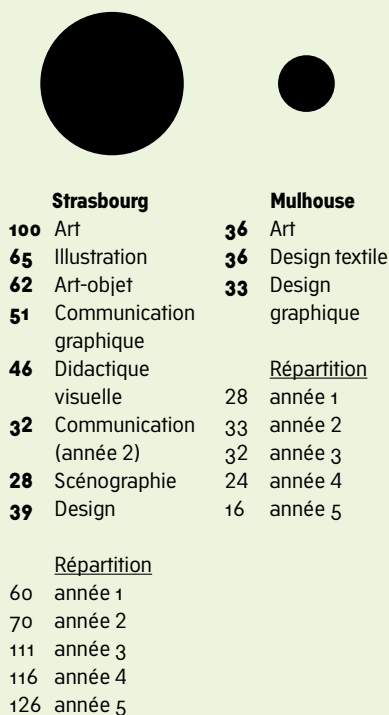 Strasbourg
100 Art
65 Illustration
62 Art-objet
51 Communication
graphique
46 Didactique
visuelle
32 Communication
(année 2)
28 Scénographie
39 Design
Répartition
60 année 1
70 année 2
111 année 3
116 année 4
126 année 5
Mulhouse
36 Art
36 Design textile
33 Design
graphique
Répartition
28 année 1
33 année 2
32 année 3
24 année 4
16 année 5